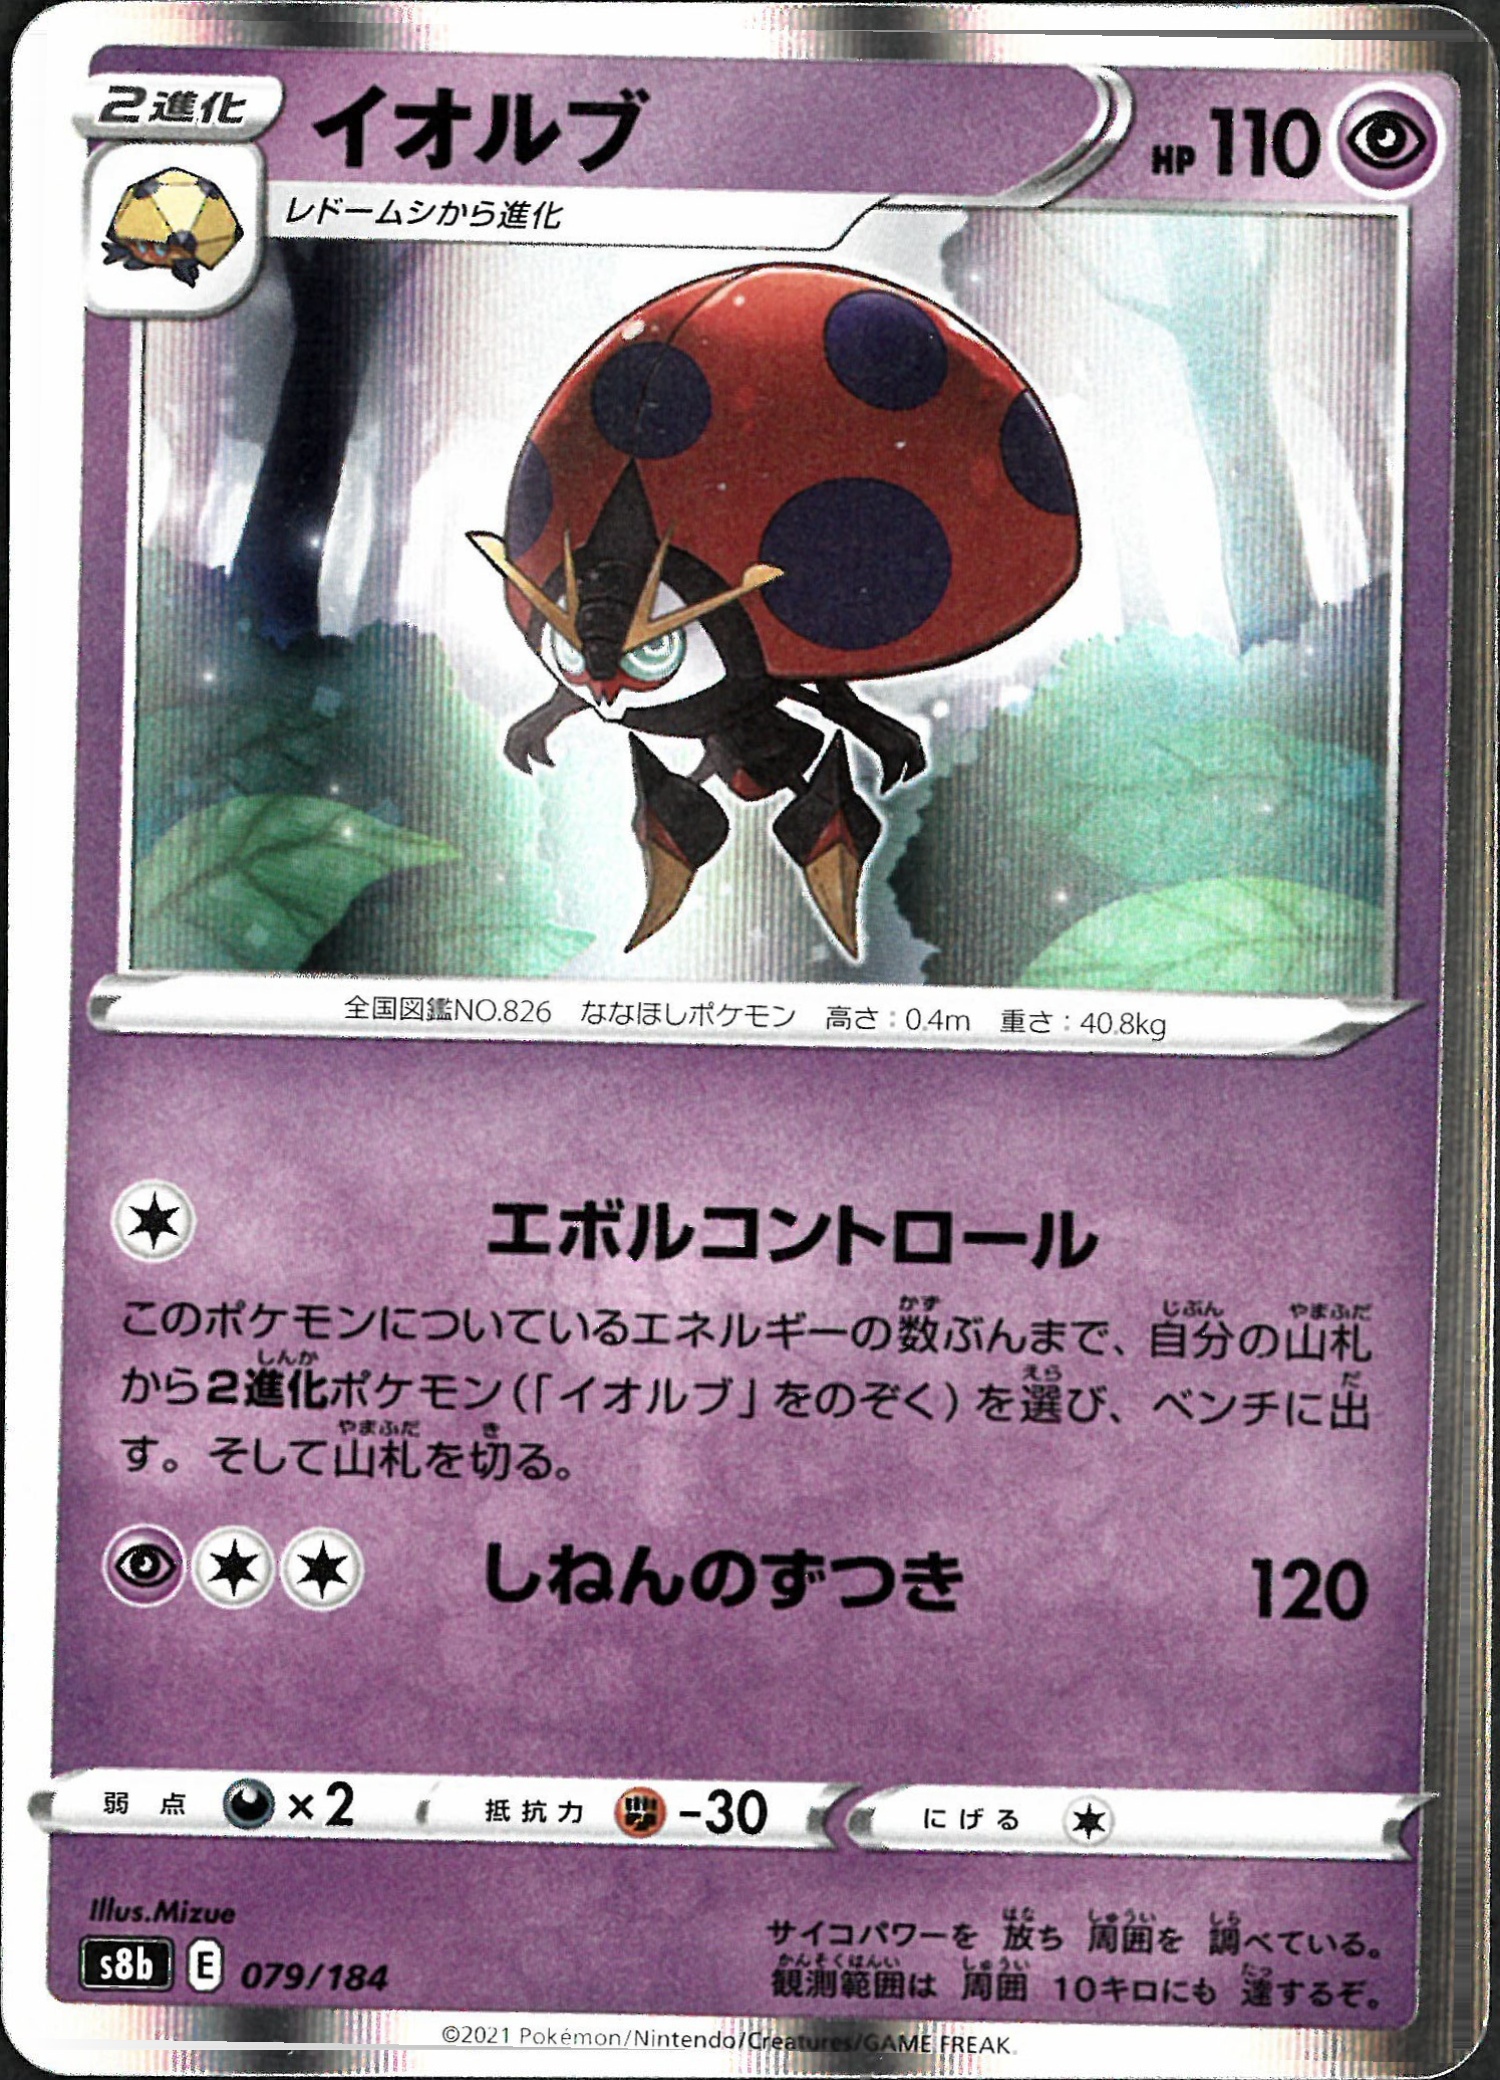 2進化
イオルブ
HP 110
レドームシから進化
全国図鑑NO.826 ななほしポケモン 高さ:0.4m 重さ:40.8kg
エボルコントロール
このポケモンについているエネルギーの数ぶんまで、自分の山札
から2進化ポケモン(「イオルブ」をのぞく)を選び、ベンチに出
す。そして山札を切る。
しねんのずつき 120
弱点 ×2 抵抗力 -30 にげる
Illus.Mizue
s8b E 079/184
サイコパワーを 放ち 周囲を 調べている。
観測範囲は 周囲 10キロにも 達するぞ。
©2021 Pokémon/Nintendo/Creatures/GAME FREAK.